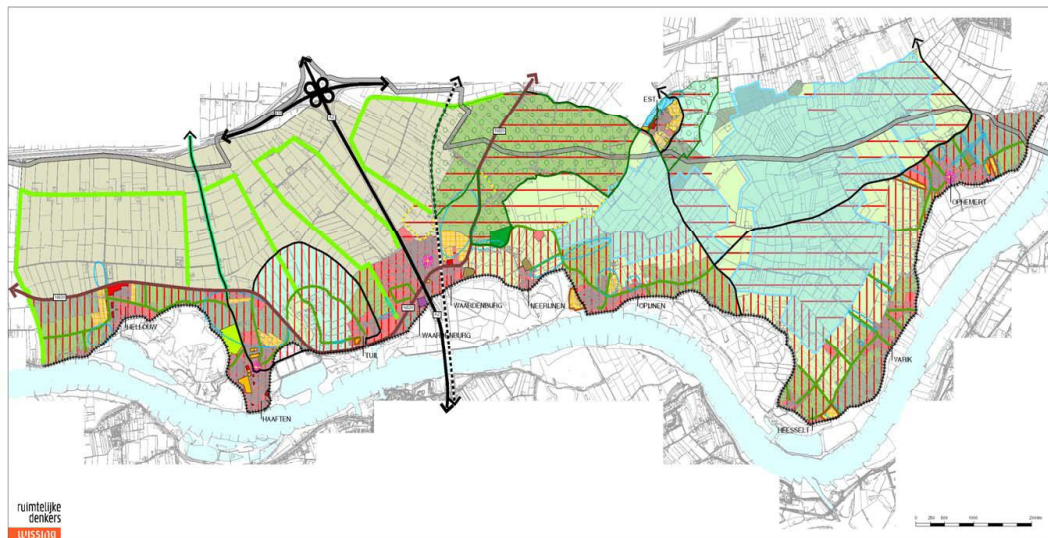 EST
OPHEMERT
WAARDENBURG
NEERIJNEN
OPIJNEN
HELLOUW
WAARDENBURG
TUIL
VARIK
HAAFTEN
HEESSELT
ruimtelijke
denkers
wissing